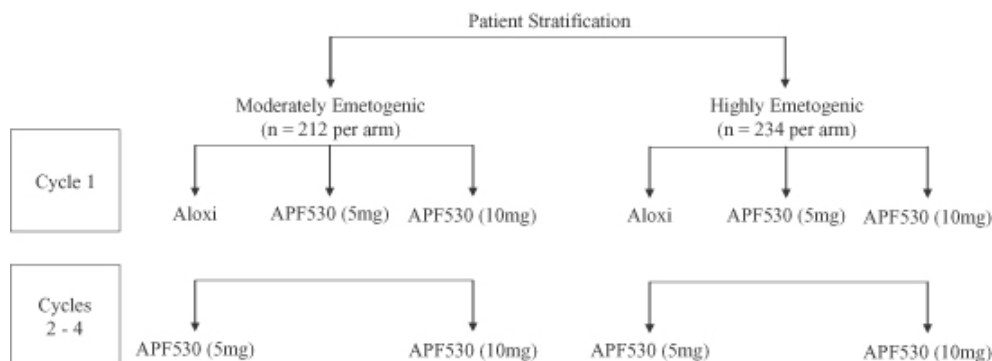 Patient Stratification
Moderately Emetogenic
(n = 212 per arm)
Highly Emetogenic
(n = 234 per arm)
Cycle 1
Aloxi
APF530 (5mg)
APF530 (10mg)
Aloxi
APF530 (5mg)
APF530 (10mg)
Cycles
2 - 4
APF530 (5mg)
APF530 (10mg)
APF530 (5mg)
APF530 (10mg)